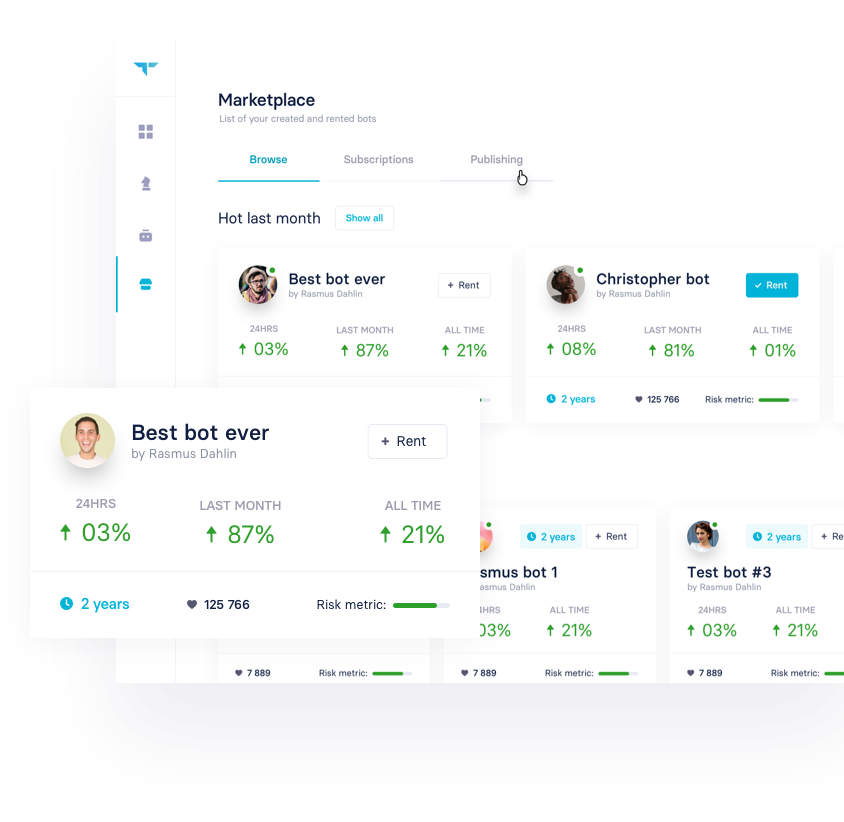 Marketplace
List of your created and rented bots
Browse Subscriptions Publishing
Hot last month Show all
Best bot ever + Rent
by Rasmus Dahlin
24HRS LAST MONTH ALL TIME
03% 87% 21%
Christopher bot Rent
by Rasmus Dahlin
24HRS LAST MONTH ALL TIME
08% 81% 01%
2 years 125 766 Risk metric:
Best bot ever + Rent
by Rasmus Dahlin
24HRS LAST MONTH ALL TIME
03% 87% 21%
2 years 125 766 Risk metric:
7 889 Risk metric:
2 years + Rent
smus bot 1
asmus Dahlin
HRS ALL TIME
03% 21%
7 889 Risk metric:
2 years + Re
Test bot #3
by Rasmus Dahlin
24HRS ALL TIME
03% 21%
7 889 Risk metric: